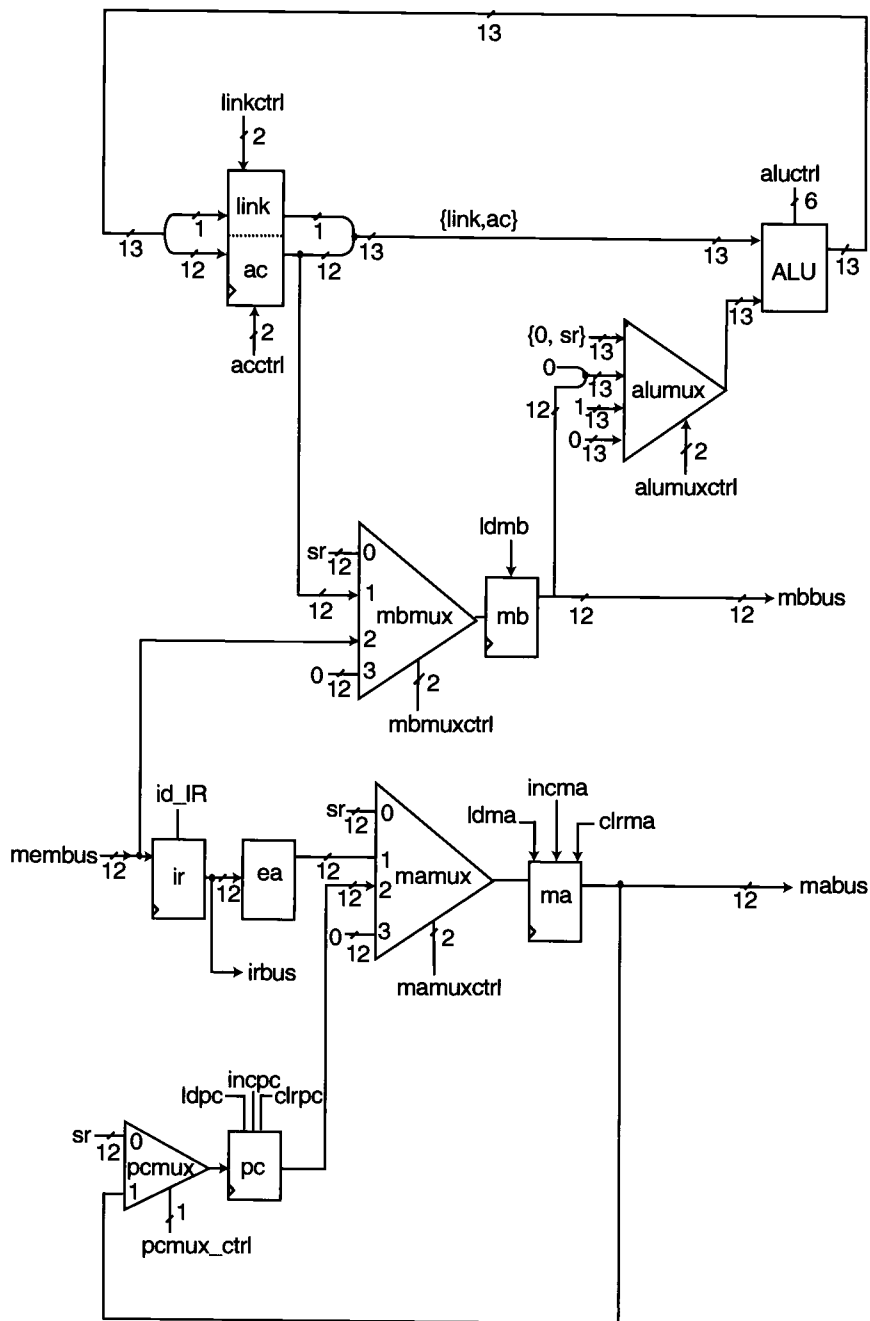 13
linkctrl
2
aluctrl
6
link
1
1
{link,ac}
13
12
ac
12
13
13
ALU
13
2
acctrl
13
{0, sr}
13
0
13
alumux
12
1
13
0
13
2
alumuxctrl
ldmb
sr
12
0
12
1
mbmux
mb
12
12
mbbus
2
0
12
3
2
mbmuxctrl
id_IR
incma
ldma
clrma
sr
12
0
membus
12
ir
12
ea
12
1
mamux
12
2
ma
12
mabus
0
12
3
2
irbus
mamuxctrl
incpc
ldpc
clrpc
sr
12
0
pcmux
pc
1
1
pcmux_ctrl